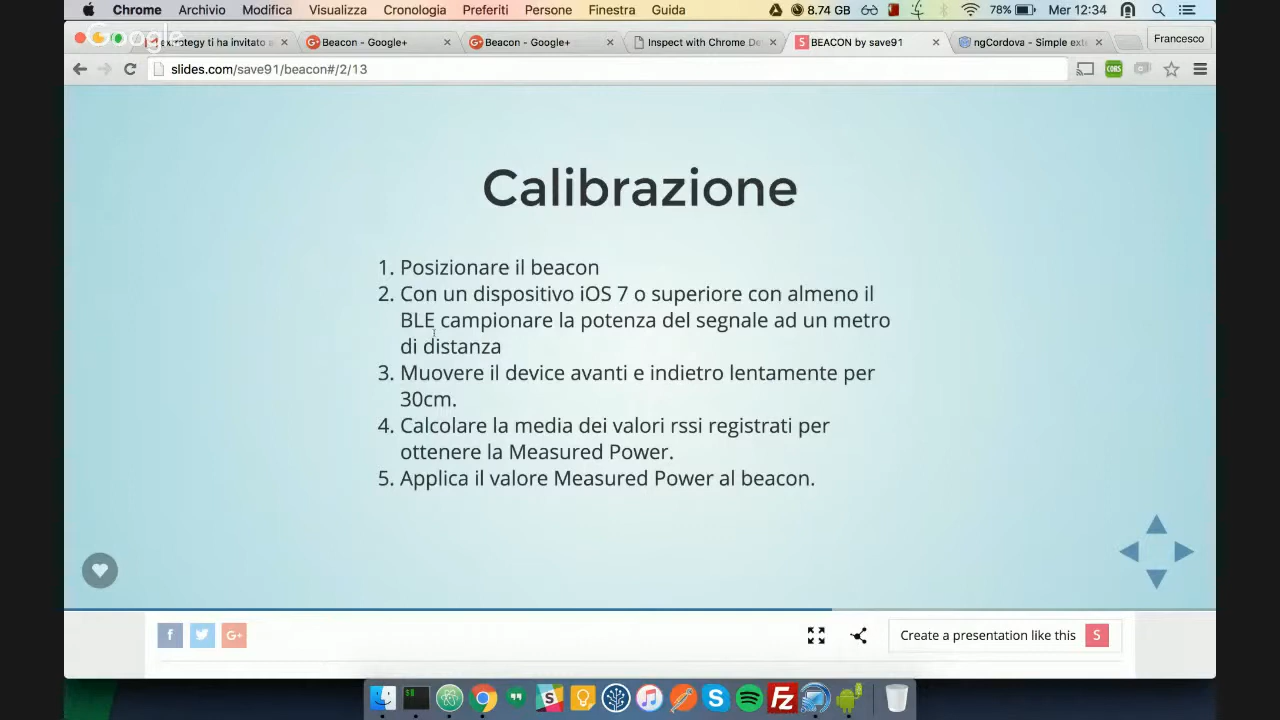 Chrome Archivio Modifica Visualizza Cronologia Preferiti Persone Finestra Guida 8.74 GB 78% Mer 12:34
Google
Beacon - Google+
Beacon - Google+
Inspect with Chrome De
BEACON by save91
ngCordova - Simple ext
Francesco
slides.com/save91/beacon#/2/13
CORS
Calibrazione
1. Posizionare il beacon
2. Con un dispositivo iOS 7 o superiore con almeno il
BLE campionare la potenza del segnale ad un metro
di distanza
3. Muovere il device avanti e indietro lentamente per
30cm.
4. Calcolare la media dei valori rssi registrati per
ottenere la Measured Power.
5. Applica il valore Measured Power al beacon.
Create a presentation like this S